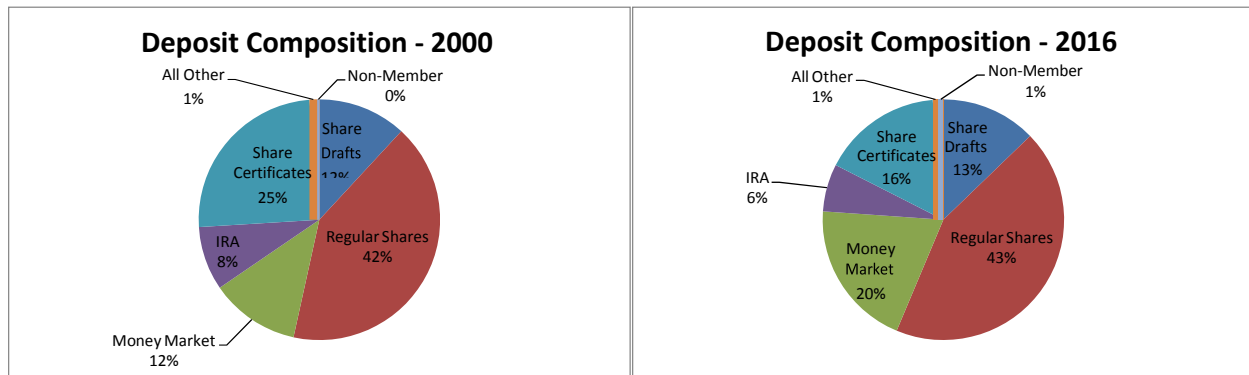 Deposit Composition - 2000
All Other
1%
Non-Member
0%
Share
Drafts
12%
Share
Certificates
25%
Regular Shares
42%
IRA
8%
Money Market
12%
Deposit Composition - 2016
All Other
1%
Non-Member
1%
Share
Drafts
13%
Share
Certificates
16%
IRA
6%
Regular Shares
43%
Money
Market
20%